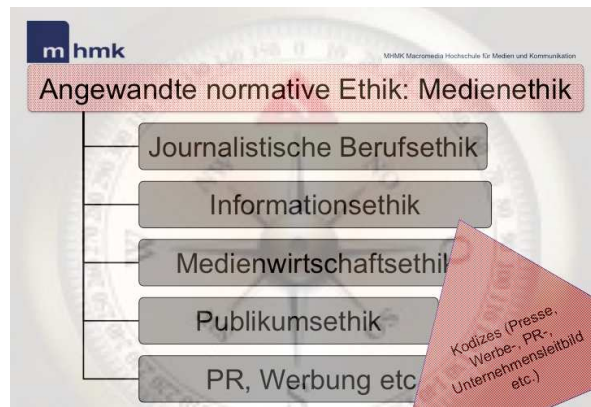 m hmk
MHMK Macromedia Hochschule für Medien und Kommunikation
Angewandte normative Ethik: Medienethik
Journalistische Berufsethik
Informationsethik
Medienwirtschaftsethik
Publikumsethik
PR, Werbung etc
Kodizes (Presse,
Werbe-, PR-,
Unternehmensleitbild
etc.)